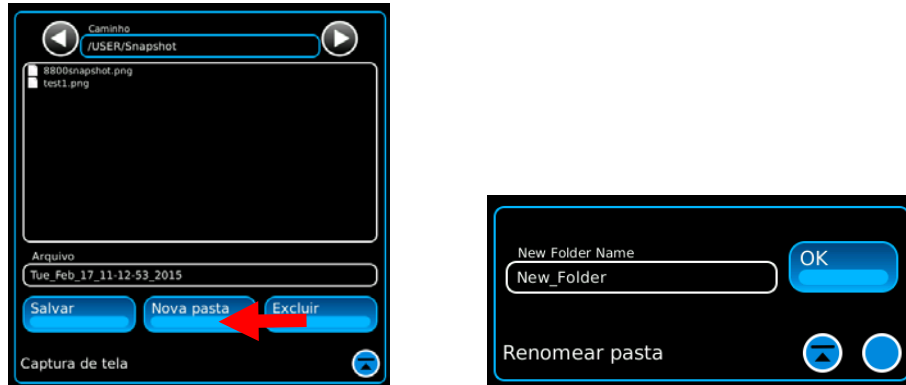 Caminho
/USER/Snapshot
8800snapshot.png
test1.png
Arquivo
Tue_Feb_17_11-12-53_2015
Salvar
Nova pasta
Excluir
Captura de tela
New Folder Name
New_Folder
OK
Renomear pasta